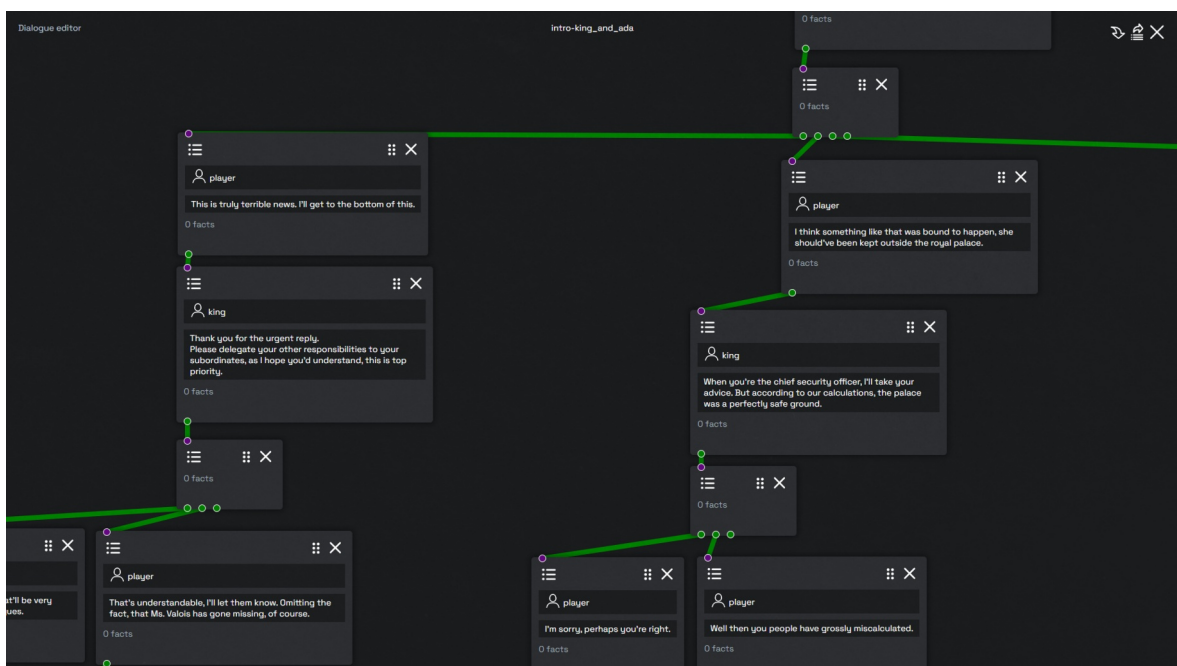 Dialogue editor
intro-king_and_ada
0 facts
0 facts
player
This is truly terrible news. I'll get to the bottom of this.
0 facts
player
I think something like that was bound to happen, she
should've been kept outside the royal palace.
0 facts
king
Thank you for the urgent reply.
Please delegate your other responsibilities to your
subordinates, as I hope you'd understand, this is top
priority.
0 facts
king
When you're the chief security officer, I'll take your
advice. But according to our calculations, the palace
was a perfectly safe ground.
0 facts
0 facts
0 facts
at'll be very
ues.
player
That's understandable, I'll let them know. Omitting the
fact, that Ms. Valois has gone missing, of course.
0 facts
player
I'm sorry, perhaps you're right.
0 facts
player
Well then you people have grossly miscalculated.
0 facts